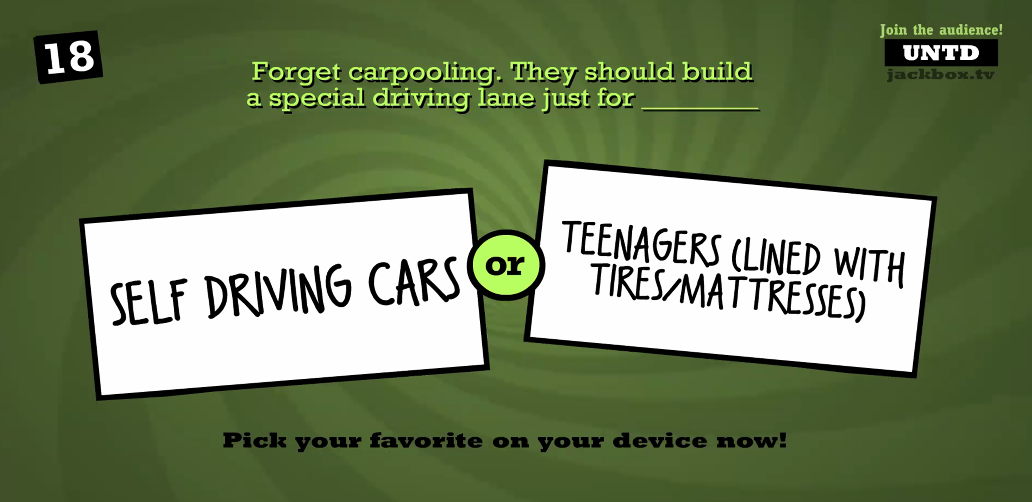 18
Join the audience!
UNTD
jackbox.tv
Forget carpooling. They should build
a special driving lane just for _________
SELF DRIVING CARS
or
TEENAGERS (LINED WITH
TIRES/MATTRESSES)
Pick your favorite on your device now!